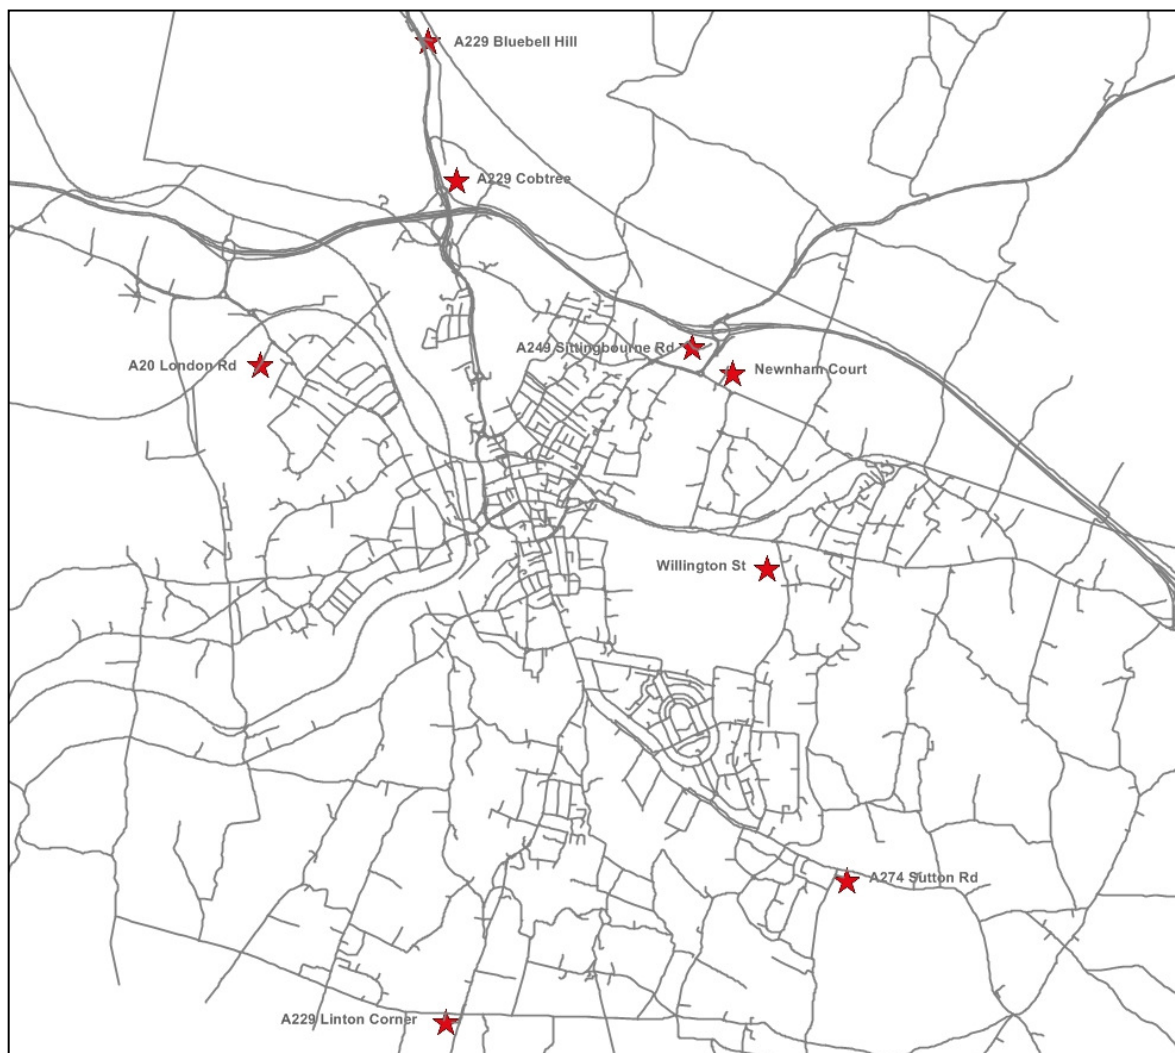 A229 Bluebell Hill
A229 Cobtree
A249 Sittingbourne Rd
A20 London Rd
Newnham Court
Willington St
A274 Sutton Rd
A229 Linton Corner